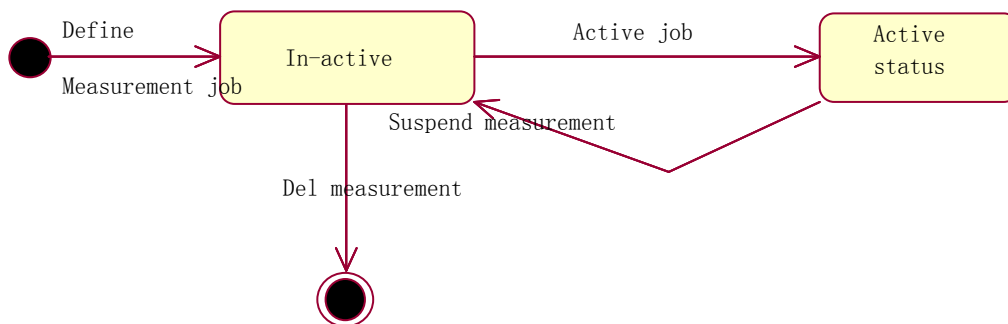 Define
Measurement job
In-active
Active job
Active
status
Suspend measurement
Del measurement